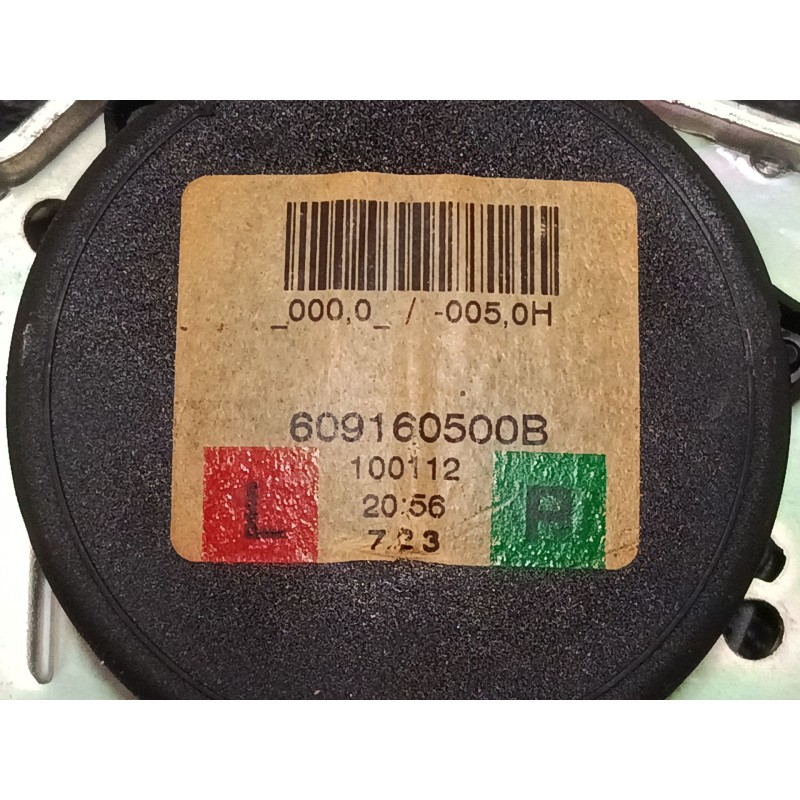 _000,0_ / -005,0H
609160500B
100112
L
20:56
P
7.23